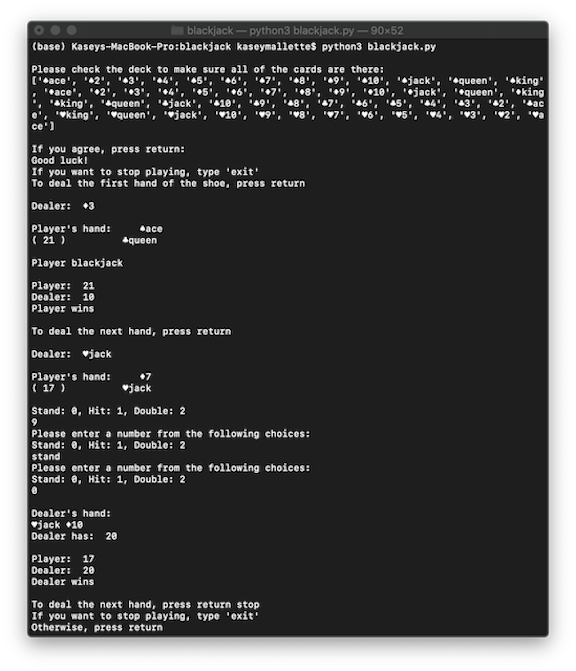 blackjack — python3 blackjack.py — 90×52
(base) Kaseys-MacBook-Pro:blackjack kaseymallette$ python3 blackjack.py
Please check the deck to make sure all of the cards are there:
['♠ace', '♠2', '♠3', '♠4', '♠5', '♠6', '♠7', '♠8', '♠9', '♠10', '♠jack', '♠queen', '♠king'
, '♦ace', '♦2', '♦3', '♦4', '♦5', '♦6', '♦7', '♦8', '♦9', '♦10', '♦jack', '♦queen', '♦king
', '♣king', '♣queen', '♣jack', '♣10', '♣9', '♣8', '♣7', '♣6', '♣5', '♣4', '♣3', '♣2', '♣ac
e', '♥king', '♥queen', '♥jack', '♥10', '♥9', '♥8', '♥7', '♥6', '♥5', '♥4', '♥3', '♥2', '♥a
ce']
If you agree, press return:
Good luck!
If you want to stop playing, type 'exit'
To deal the first hand of the shoe, press return
Dealer:  ♦3
Player's hand:     ♠ace
( 21 )          ♣queen
Player blackjack
Player:  21
Dealer:  10
Player wins
To deal the next hand, press return
Dealer:  ♥jack
Player's hand:     ♦7
( 17 )          ♥jack
Stand: 0, Hit: 1, Double: 2
9
Please enter a number from the following choices:
Stand: 0, Hit: 1, Double: 2
stand
Please enter a number from the following choices:
Stand: 0, Hit: 1, Double: 2
0
Dealer's hand:
♥jack ♦10
Dealer has:  20
Player:  17
Dealer:  20
Dealer wins
To deal the next hand, press return stop
If you want to stop playing, type 'exit'
Otherwise, press return